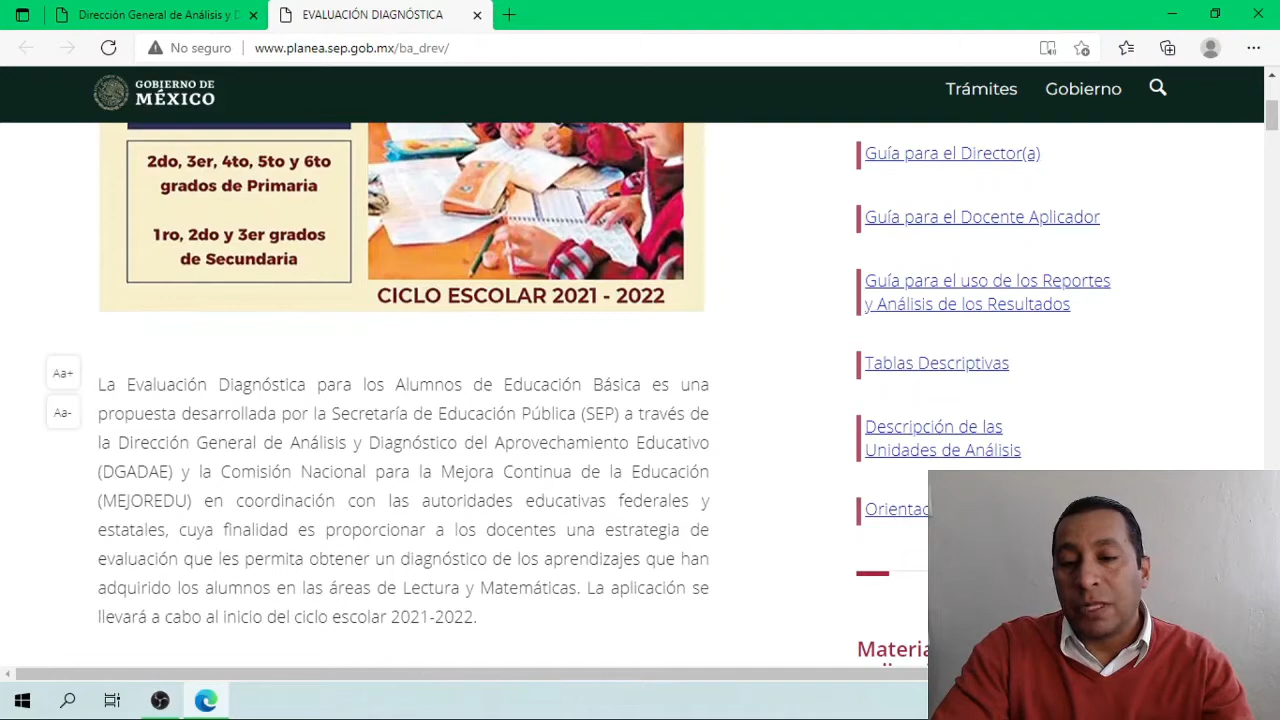 Dirección General de Análisis y D
EVALUACIÓN DIAGNÓSTICA
No seguro
www.planea.sep.gob.mx/ba_drev/
GOBIERNO DE
MÉXICO
Trámites
Gobierno
2do, 3er, 4to, 5to y 6to
grados de Primaria
1ro, 2do y 3er grados
de Secundaria
CICLO ESCOLAR 2021 - 2022
Aa+
Aa-
La Evaluación Diagnóstica para los Alumnos de Educación Básica es una
propuesta desarrollada por la Secretaría de Educación Pública (SEP) a través de
la Dirección General de Análisis y Diagnóstico del Aprovechamiento Educativo
(DGADAE) y la Comisión Nacional para la Mejora Continua de la Educación
(MEJOREDU) en coordinación con las autoridades educativas federales y
estatales, cuya finalidad es proporcionar a los docentes una estrategia de
evaluación que les permita obtener un diagnóstico de los aprendizajes que han
adquirido los alumnos en las áreas de Lectura y Matemáticas. La aplicación se
llevará a cabo al inicio del ciclo escolar 2021-2022.
Guía para el Director(a)
Guía para el Docente Aplicador
Guía para el uso de los Reportes
y Análisis de los Resultados
Tablas Descriptivas
Descripción de las
Unidades de Análisis
Orientac
Materia